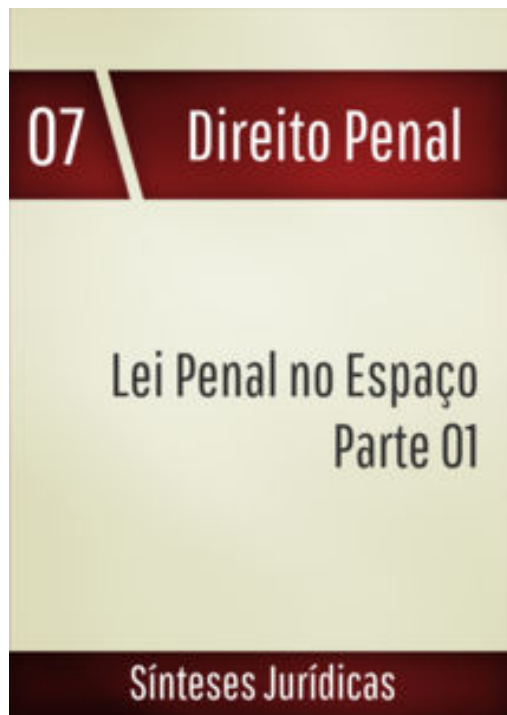 07 Direito Penal
Lei Penal no Espaço
Parte 01
Sínteses Jurídicas